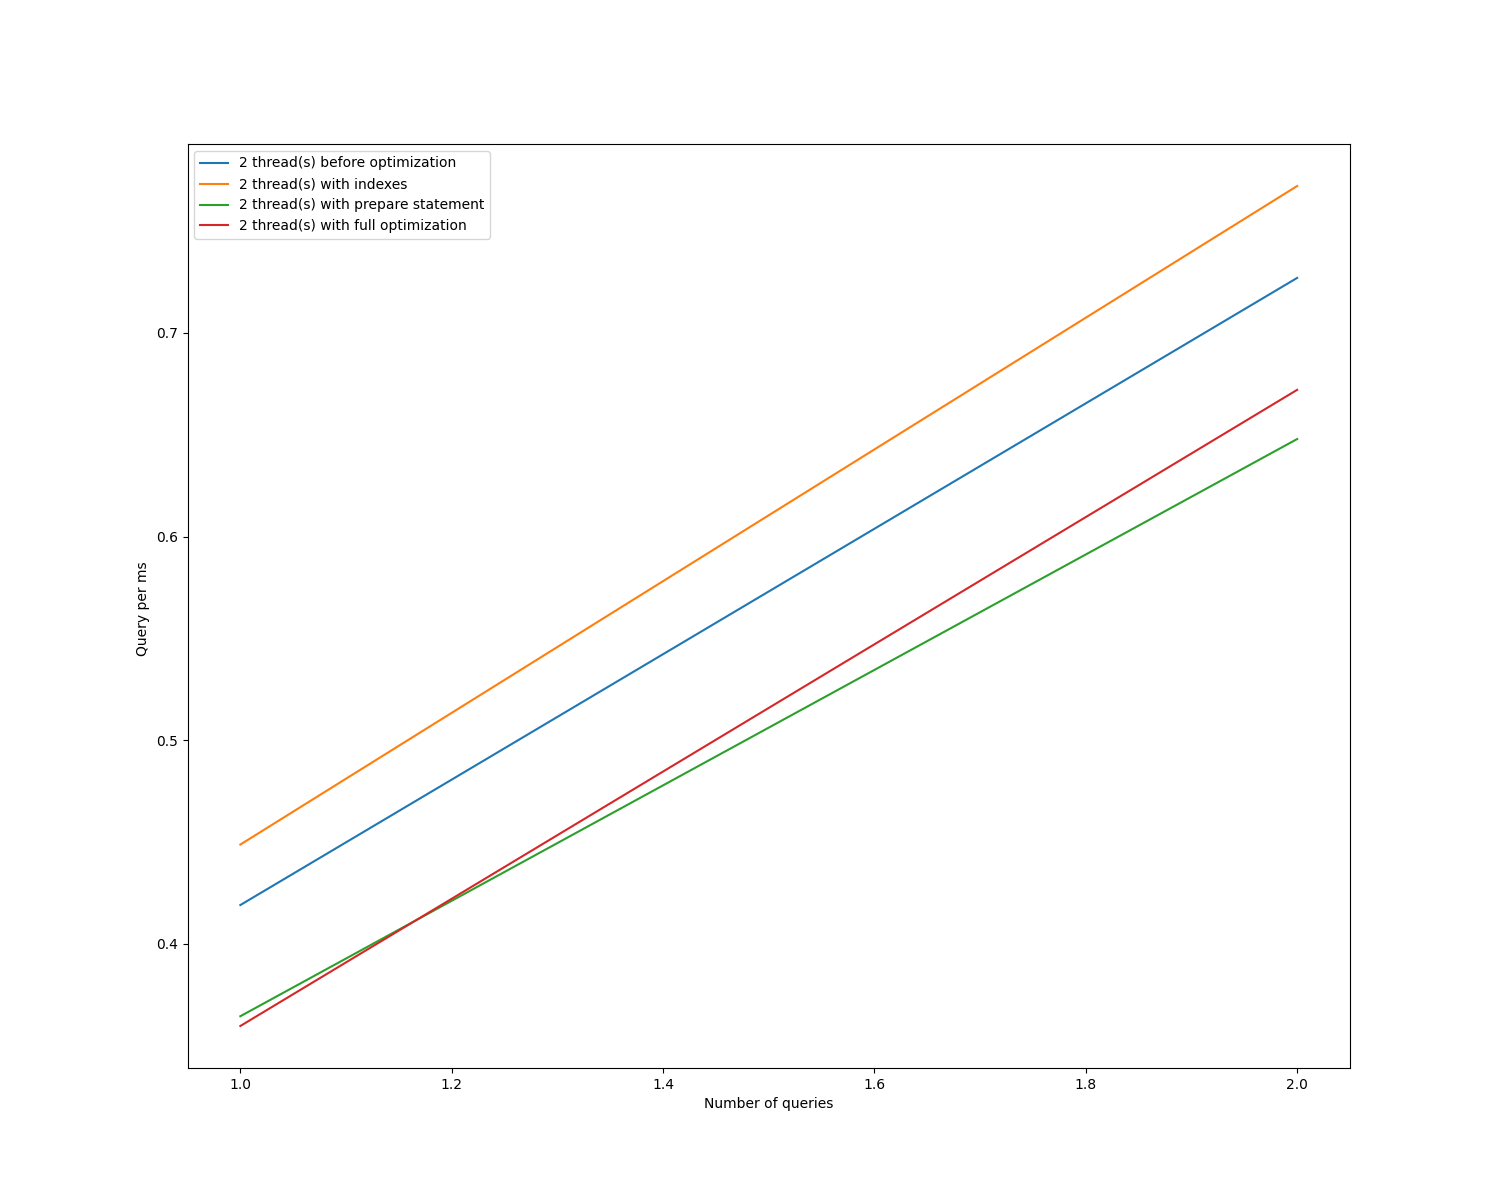 2 thread(s) before optimization
2 thread(s) with indexes
2 thread(s) with prepare statement
2 thread(s) with full optimization
0.7
0.6
0.5
0.4
Query per ms
1.0 1.2 1.4 1.6 1.8 2.0
Number of queries